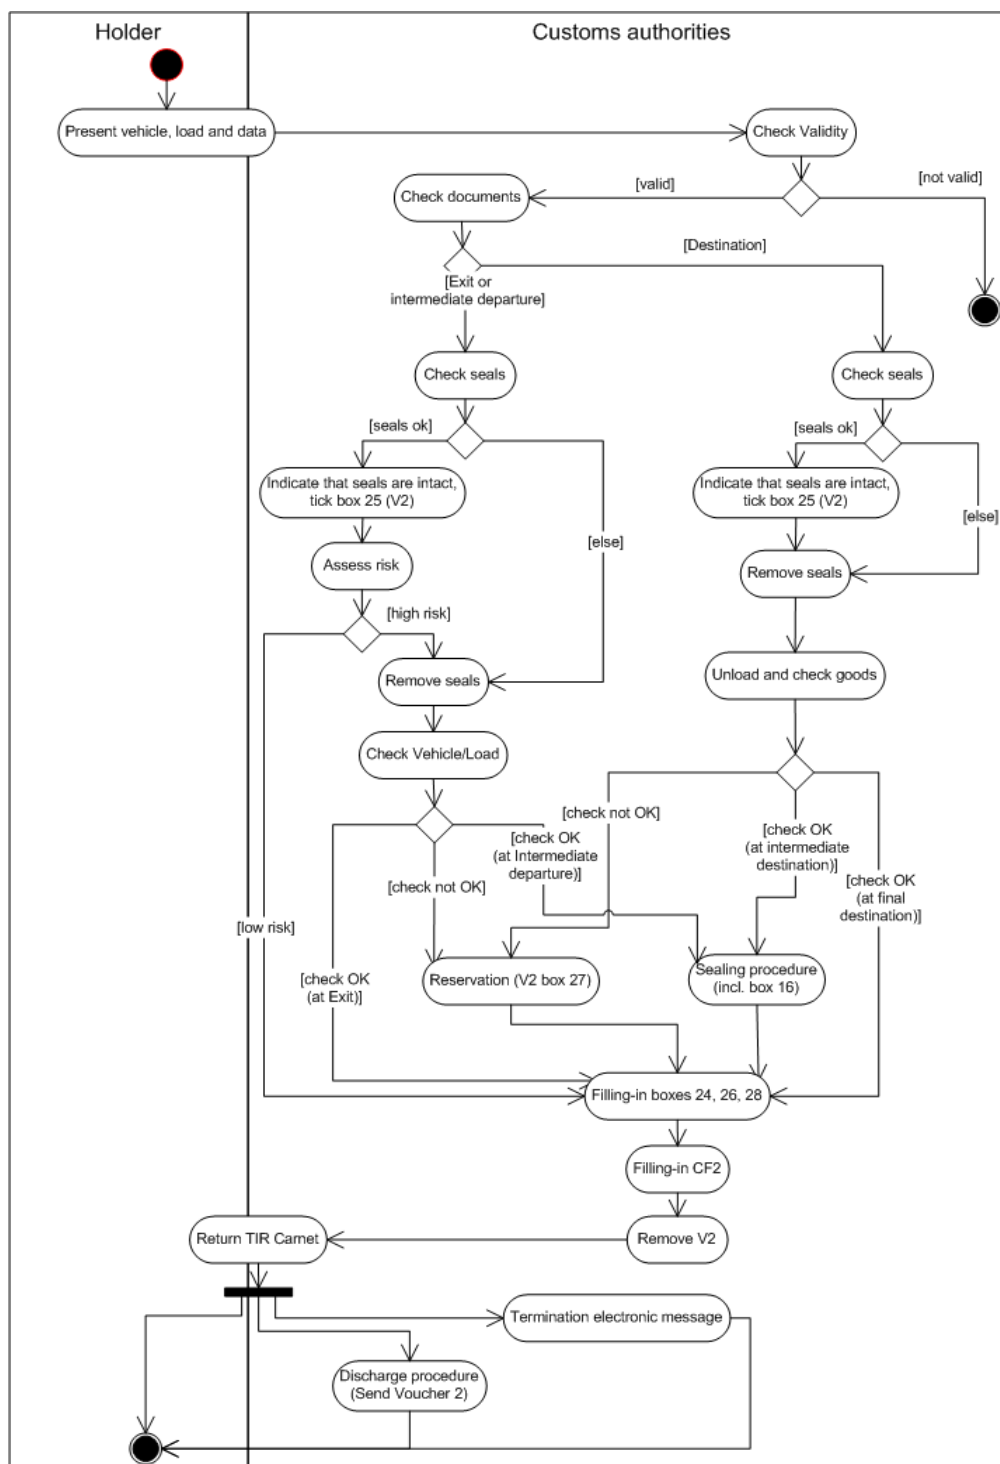 Holder
Customs authorities
Present vehicle, load and data
Check Validity
[valid]
[not valid]
Check documents
[Destination]
[Exit or
intermediate departure]
Check seals
Check seals
[seals ok]
[seals ok]
Indicate that seals are intact,
tick box 25 (V2)
Indicate that seals are intact,
tick box 25 (V2)
[else]
[else]
Assess risk
Remove seals
[high risk]
Remove seals
Unload and check goods
Check Vehicle/Load
[check not OK]
[check OK
(at Intermediate
departure)]
[check OK
(at intermediate
destination)]
[check not OK]
[check OK
(at final
destination)]
[low risk]
[check OK
(at Exit)]
Reservation (V2 box 27)
Sealing procedure
(incl. box 16)
Filling-in boxes 24, 26, 28
Filling-in CF2
Return TIR Carnet
Remove V2
Termination electronic message
Discharge procedure
(Send Voucher 2)